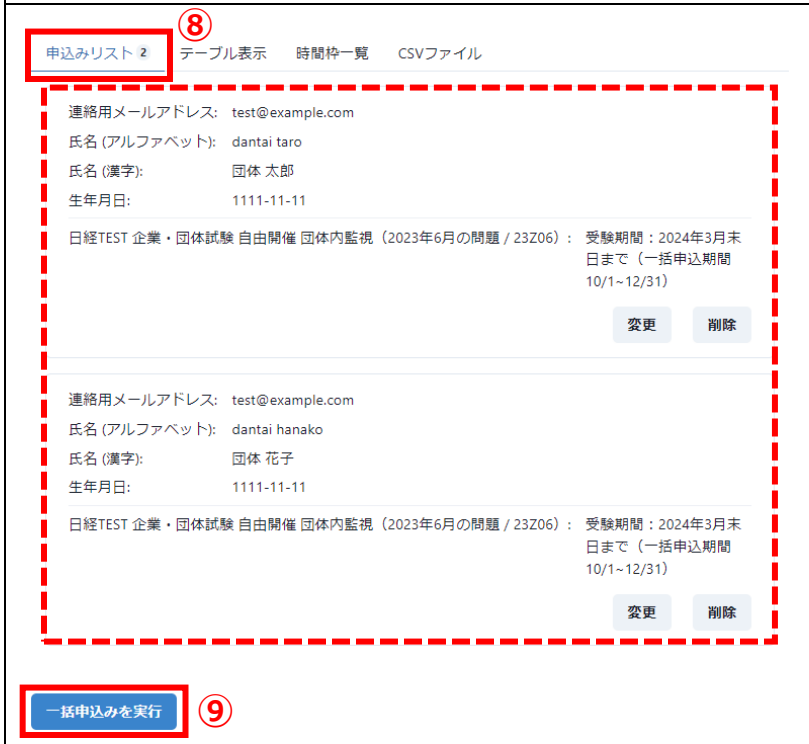 ⑧
申込みリスト 2 テーブル表示 時間枠一覧 CSVファイル
連絡用メールアドレス: test@example.com
氏名 (アルファベット): dantai taro
氏名 (漢字): 団体 太郎
生年月日: 1111-11-11
日経TEST 企業・団体試験 自由開催 団体内監視（2023年6月の問題 / 23Z06）: 受験期間：2024年3月末
日まで（一括申込期間
10/1~12/31）
変更 削除
連絡用メールアドレス: test@example.com
氏名 (アルファベット): dantai hanako
氏名 (漢字): 団体 花子
生年月日: 1111-11-11
日経TEST 企業・団体試験 自由開催 団体内監視（2023年6月の問題 / 23Z06）: 受験期間：2024年3月末
日まで（一括申込期間
10/1~12/31）
変更 削除
一括申込みを実行 ⑨